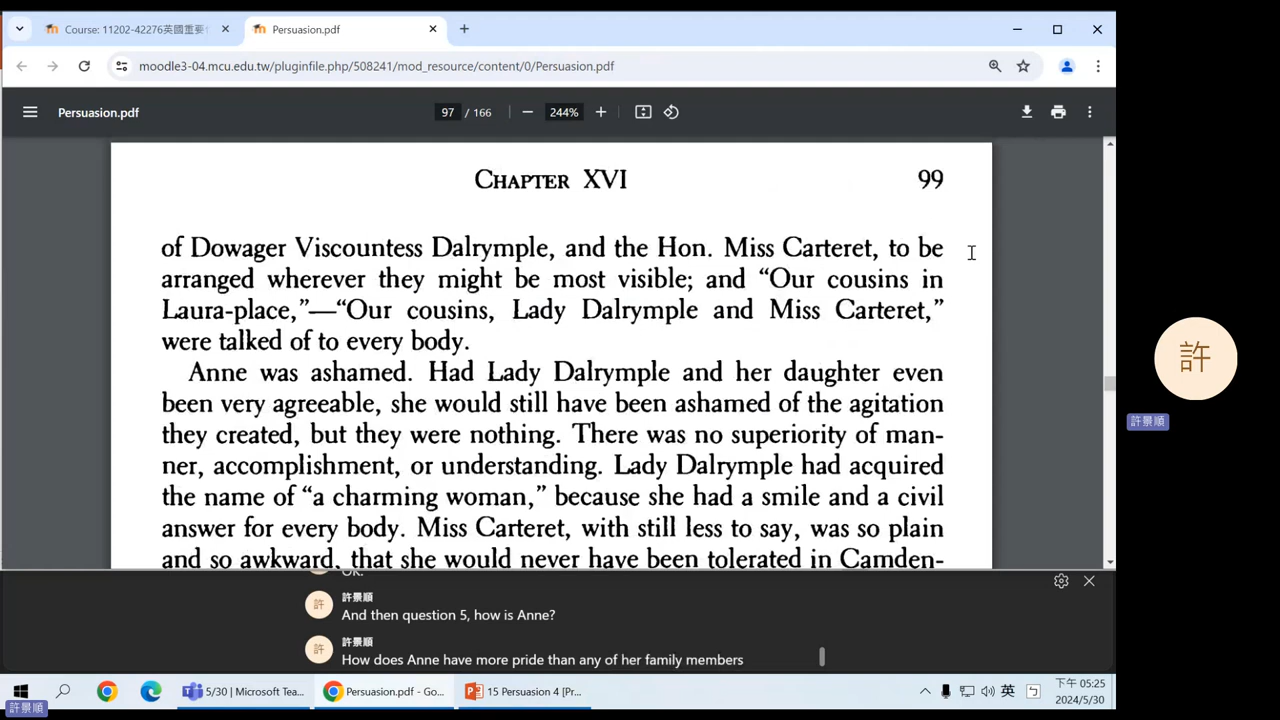 Course: 11202-42276英國重要
Persuasion.pdf
moodle3-04.mcu.edu.tw/pluginfile.php/508241/mod_resource/content/0/Persuasion.pdf
Persuasion.pdf
97 / 166
244%
CHAPTER XVI
99
of Dowager Viscountess Dalrymple, and the Hon. Miss Carteret, to be
arranged wherever they might be most visible; and “Our cousins in
Laura-place,”—“Our cousins, Lady Dalrymple and Miss Carteret,”
were talked of to every body.
Anne was ashamed. Had Lady Dalrymple and her daughter even
been very agreeable, she would still have been ashamed of the agitation
they created, but they were nothing. There was no superiority of man-
ner, accomplishment, or understanding. Lady Dalrymple had acquired
the name of “a charming woman,” because she had a smile and a civil
answer for every body. Miss Carteret, with still less to say, was so plain
and so awkward, that she would never have been tolerated in Camden-
許
許景順
OK.
許
許景順
And then question 5, how is Anne?
許
許景順
How does Anne have more pride than any of her family members
5/30 | Microsoft Tea...
Persuasion.pdf - Go...
15 Persuasion 4 [Pr...
英
ㄅ
下午 05:25
2024/5/30
許景順